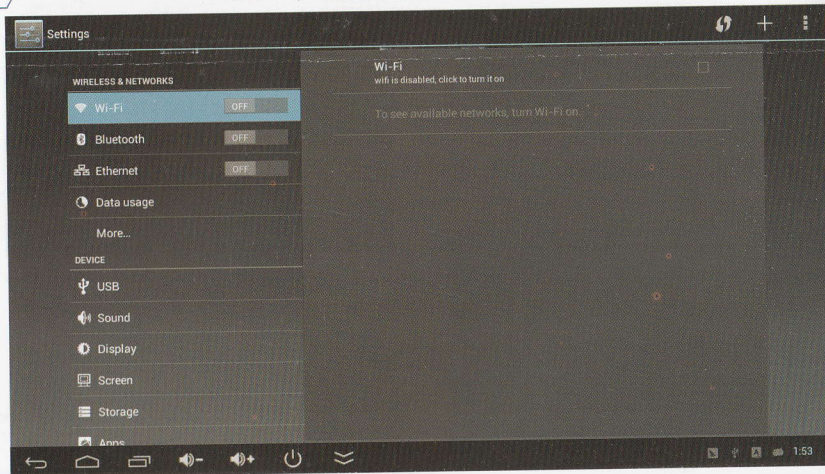 Settings
WIRELESS & NETWORKS
Wi-Fi OFF
Bluetooth OFF
Ethernet OFF
Data usage
More...
DEVICE
USB
Sound
Display
Screen
Storage
Apps
Wi-Fi
wifi is disabled, click to turn it on
To see available networks, turn Wi-Fi on.
1:53